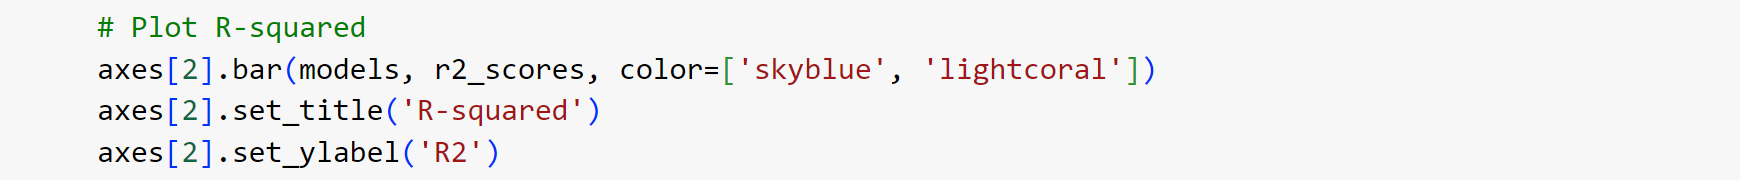 # Plot R-squared
axes[2].bar(models, r2_scores, color=['skyblue', 'lightcoral'])
axes[2].set_title('R-squared')
axes[2].set_ylabel('R2')